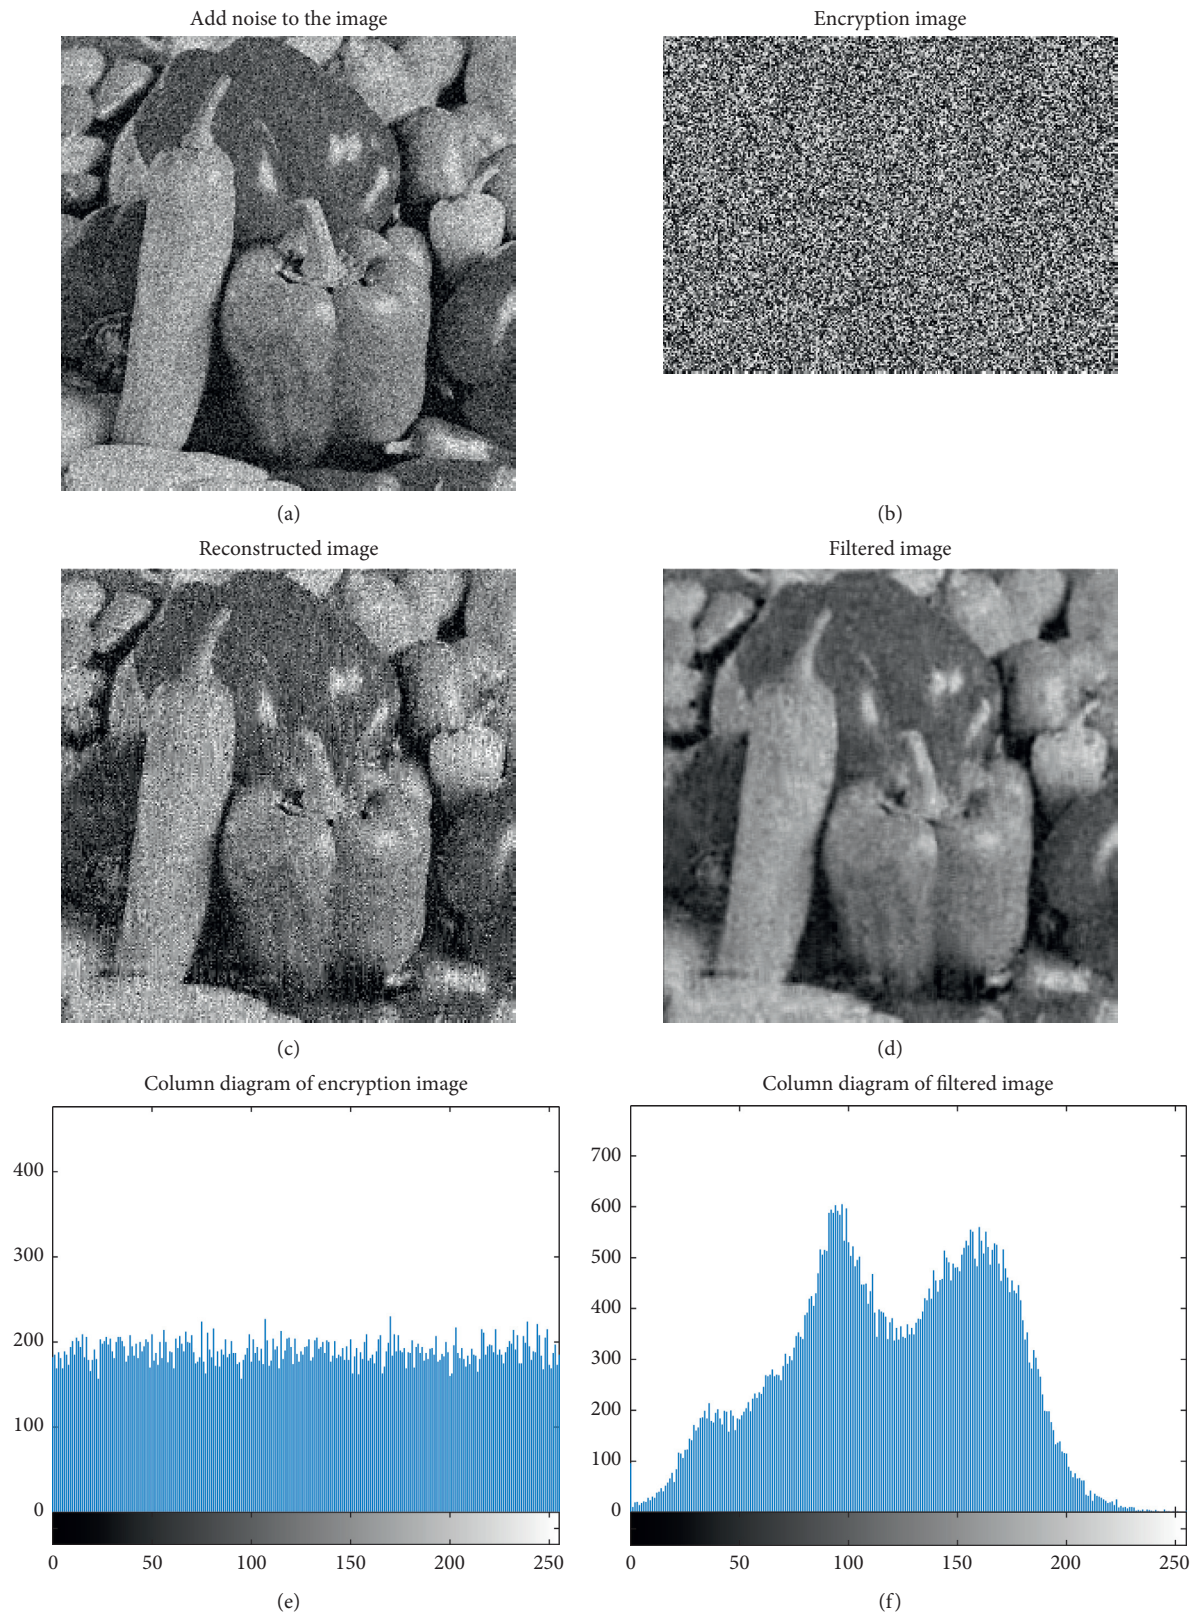 Add noise to the image
Encryption image
(a)
(b)
Reconstructed image
Filtered image
(c)
(d)
Column diagram of encryption image
400
300
200
100
0
0 50 100 150 200 250
(e)
Column diagram of filtered image
700
600
500
400
300
200
100
0
0 50 100 150 200 250
(f)